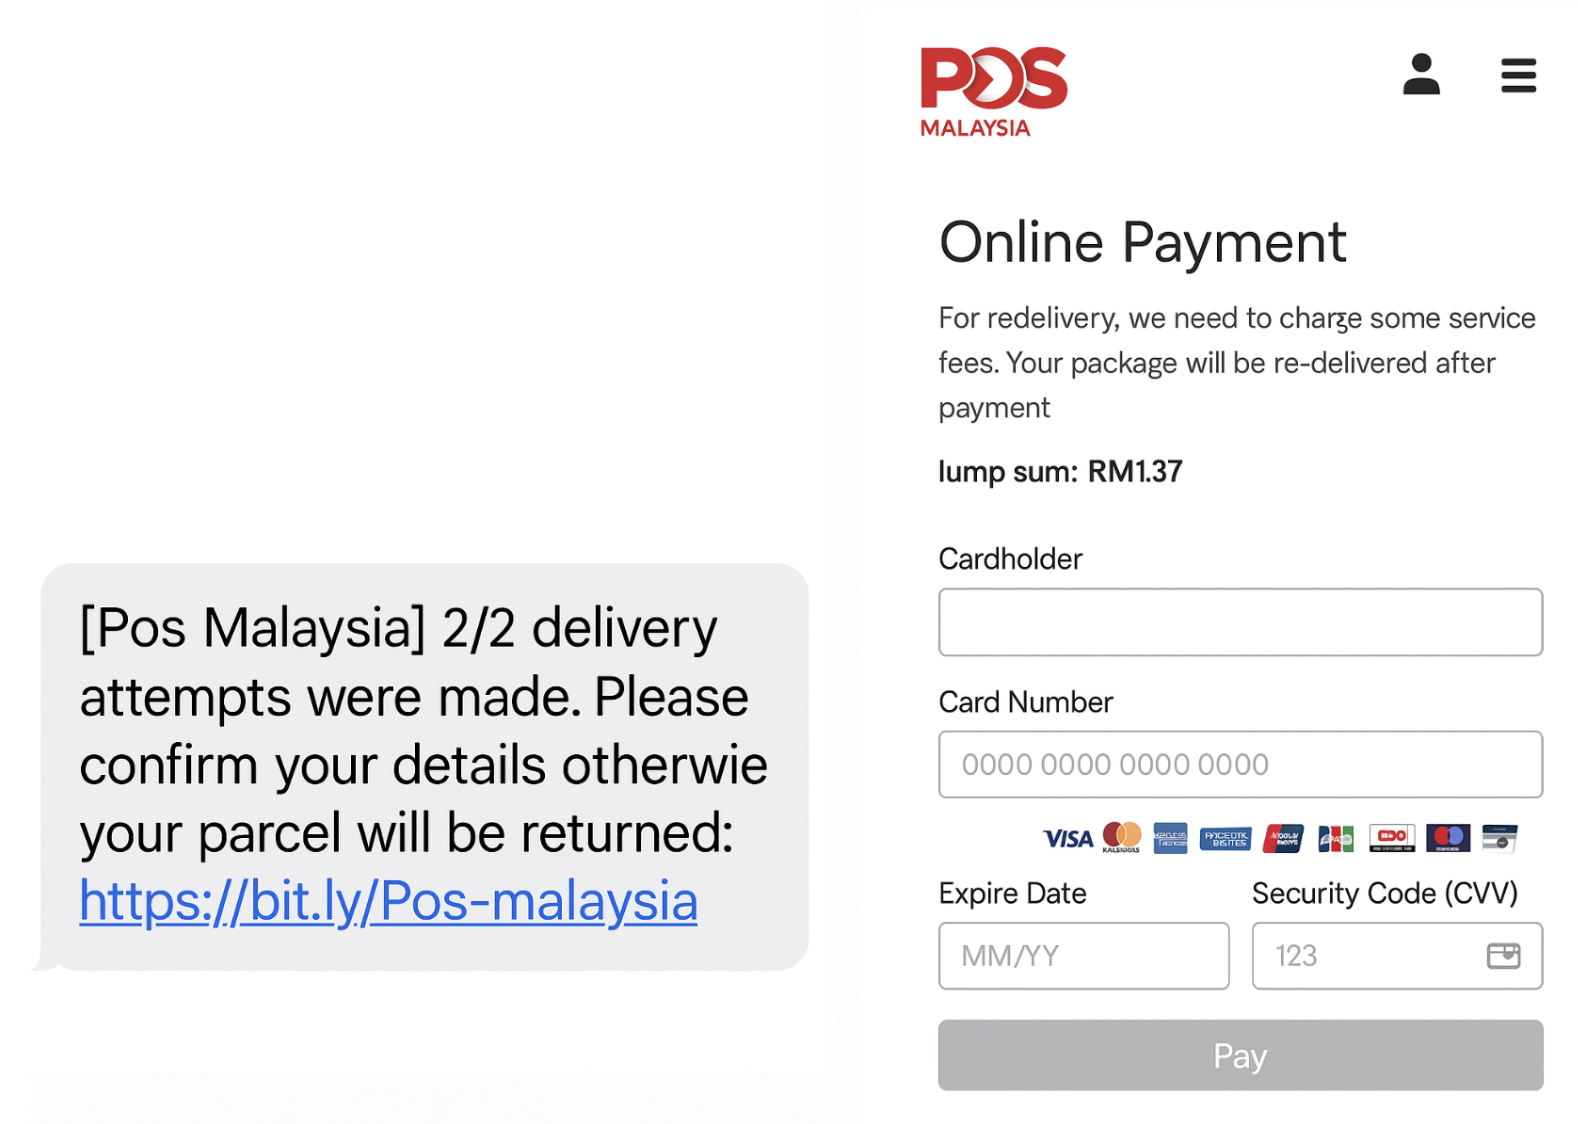 [Pos Malaysia] 2/2 delivery
attempts were made. Please
confirm your details otherwie
your parcel will be returned:
https://bit.ly/Pos-malaysia
POS
MALAYSIA
Online Payment
For redelivery, we need to charge some service
fees. Your package will be re-delivered after
payment
lump sum: RM1.37
Cardholder
Card Number
0000 0000 0000 0000
VISA
Expire Date
Security Code (CVV)
MM/YY
123
Pay